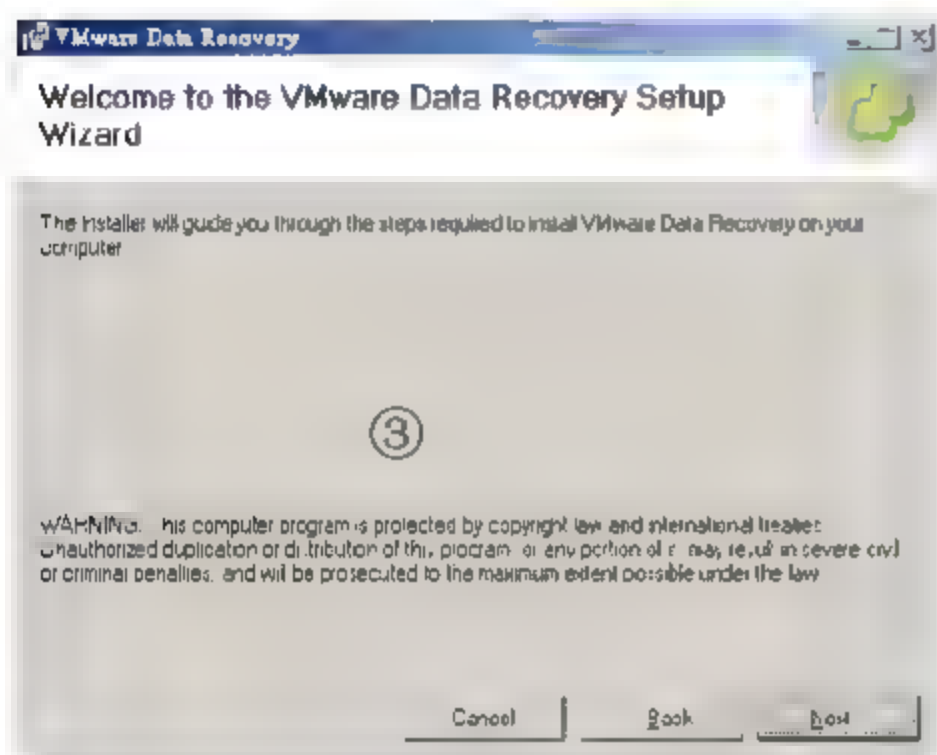 VMware Data Recovery
Welcome to the VMware Data Recovery Setup
Wizard
The installer will guide you through the steps required to install VMware Data Recovery on your
computer
③
WARNING: This computer program is protected by copyright law and international treaties.
Unauthorized duplication or distribution of this program, or any portion of it may result in severe civil
or criminal penalties, and will be prosecuted to the maximum extent possible under the law
Cancel
Back
Next